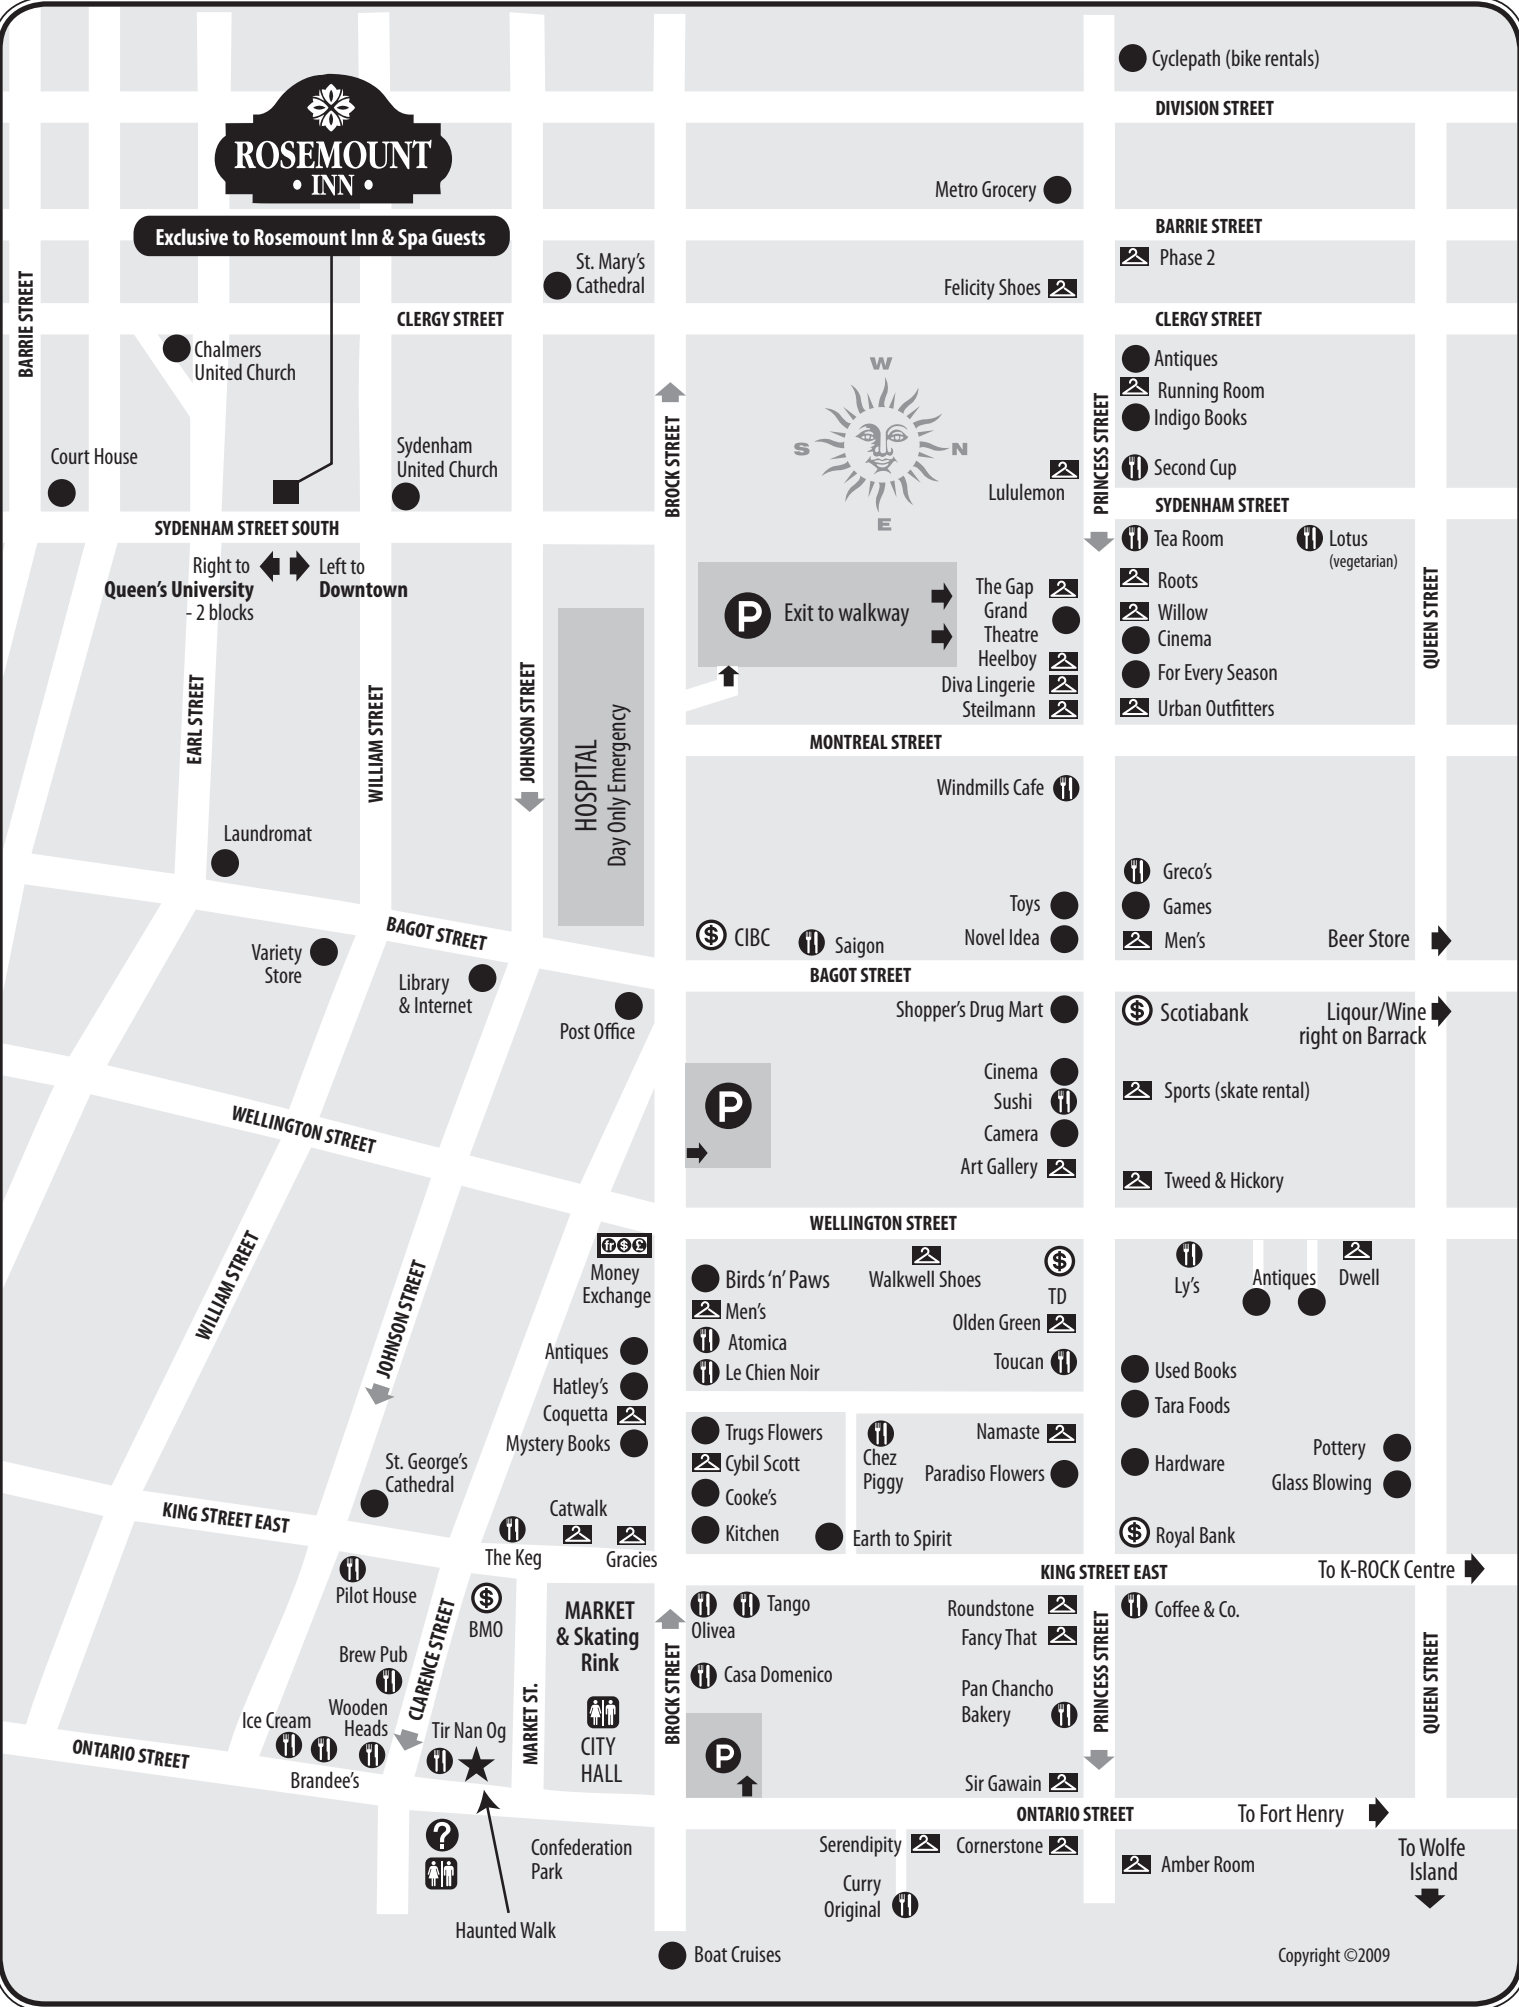 Cyclepath (bike rentals)
DIVISION STREET
ROSEMOUNT
• INN •
Metro Grocery
Exclusive to Rosemount Inn & Spa Guests
BARRIE STREET
Phase 2
St. Mary's
Cathedral
Felicity Shoes
BARRIE STREET
CLERGY STREET
CLERGY STREET
Chalmers
United Church
W
S
N
E
Antiques
Running Room
Indigo Books
Second Cup
Court House
Sydenham
United Church
BROCK STREET
Lululemon
PRINCESS STREET
SYDENHAM STREET SOUTH
SYDENHAM STREET
Right to
Queen's University
- 2 blocks
Left to
Downtown
Tea Room
Lotus
(vegetarian)
Roots
Willow
Cinema
For Every Season
Urban Outfitters
QUEEN STREET
P
Exit to walkway
The Gap
Grand
Theatre
Heelboy
Diva Lingerie
Steilmann
EARL STREET
WILLIAM STREET
JOHNSON STREET
HOSPITAL
Day Only Emergency
MONTREAL STREET
Windmills Cafe
Laundromat
Greco's
Games
Men's
Beer Store
Toys
Novel Idea
$ CIBC
Saigon
BAGOT STREET
BAGOT STREET
Variety
Store
Library
& Internet
Post Office
Shopper's Drug Mart
$ Scotiabank
Liqour/Wine
right on Barrack
P
Cinema
Sushi
Camera
Art Gallery
Sports (skate rental)
Tweed & Hickory
WELLINGTON STREET
WELLINGTON STREET
WILLIAM STREET
JOHNSON STREET
fr $ £
Money
Exchange
Birds 'n' Paws
Men's
Atomica
Le Chien Noir
Walkwell Shoes
$
TD
Olden Green
Toucan
Ly's
Antiques
Dwell
Antiques
Hatley's
Coquetta
Mystery Books
Used Books
Tara Foods
Hardware
Pottery
Glass Blowing
$ Royal Bank
Trugs Flowers
Cybil Scott
Cooke's
Kitchen
Chez
Piggy
Namaste
Paradiso Flowers
Earth to Spirit
St. George's
Cathedral
KING STREET EAST
Catwalk
The Keg
Gracies
KING STREET EAST
To K-ROCK Centre
Pilot House
$
BMO
MARKET
& Skating
Rink
CITY
HALL
Olivea
Tango
Casa Domenico
Roundstone
Fancy That
Pan Chancho
Bakery
Sir Gawain
Coffee & Co.
Brew Pub
Wooden
Heads
Ice Cream
Brandee's
Tir Nan Og
CLARENCE STREET
MARKET ST.
BROCK STREET
PRINCESS STREET
QUEEN STREET
P
ONTARIO STREET
ONTARIO STREET
To Fort Henry
?
Confederation
Park
Haunted Walk
Serendipity
Cornerstone
Curry
Original
Amber Room
To Wolfe
Island
Boat Cruises
Copyright ©2009